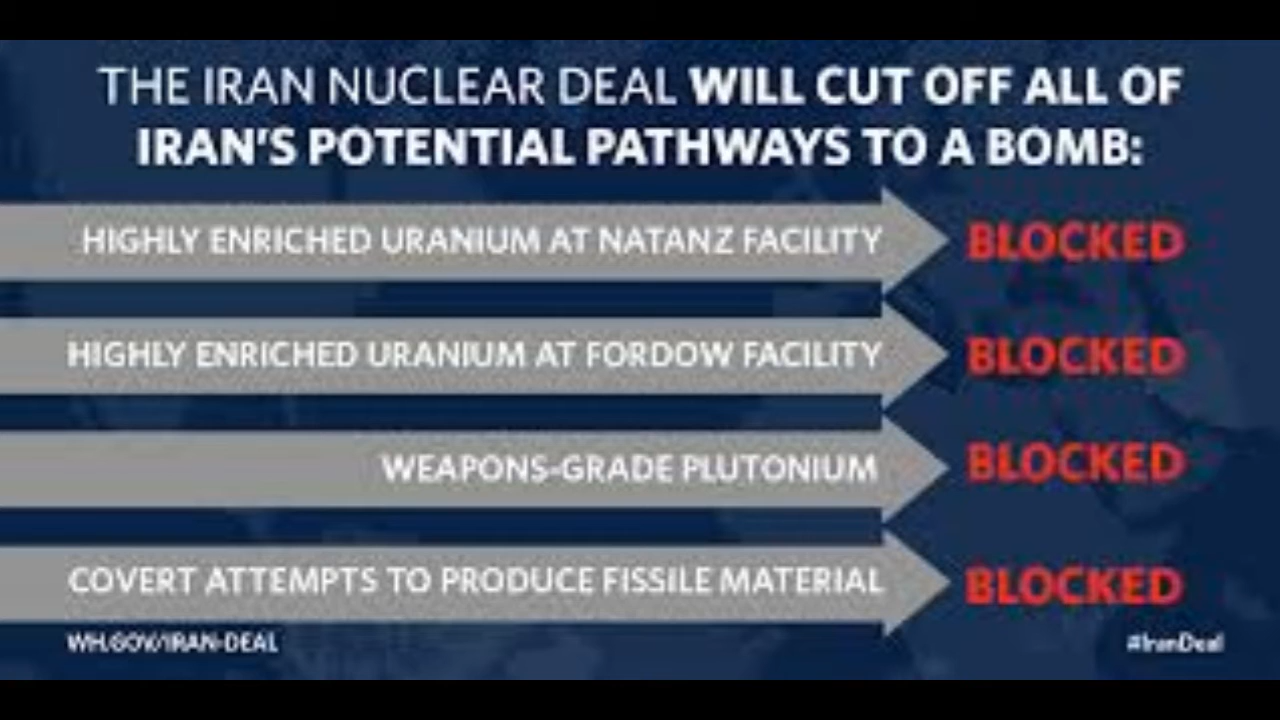 THE IRAN NUCLEAR DEAL WILL CUT OFF ALL OF
IRAN'S POTENTIAL PATHWAYS TO A BOMB:
HIGHLY ENRICHED URANIUM AT NATANZ FACILITY BLOCKED
HIGHLY ENRICHED URANIUM AT FORDOW FACILITY BLOCKED
WEAPONS-GRADE PLUTONIUM BLOCKED
COVERT ATTEMPTS TO PRODUCE FISSILE MATERIAL BLOCKED
WH.GOV/IRAN-DEAL #IranDeal